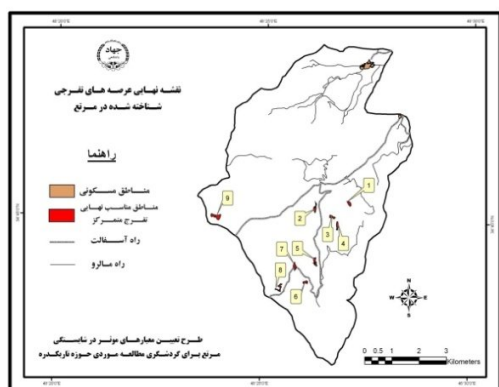 جهاد
نقشه نهایی عرصه های تفرجی
شناخته شده در مرتع
راهنما
مناطق مسکونی
مناطق مناسب نهایی
تفرج متمرکز
راه آسفالت
راه مالرو
1
2
3
4
5
6
7
8
9
N
W
E
S
0 0.5 1 2 3
Kilometers
طرح تعیین معیارهای موثر در شایستگی
مرتع برای گردشگری مطالعه موردی حوزه تاریکدره